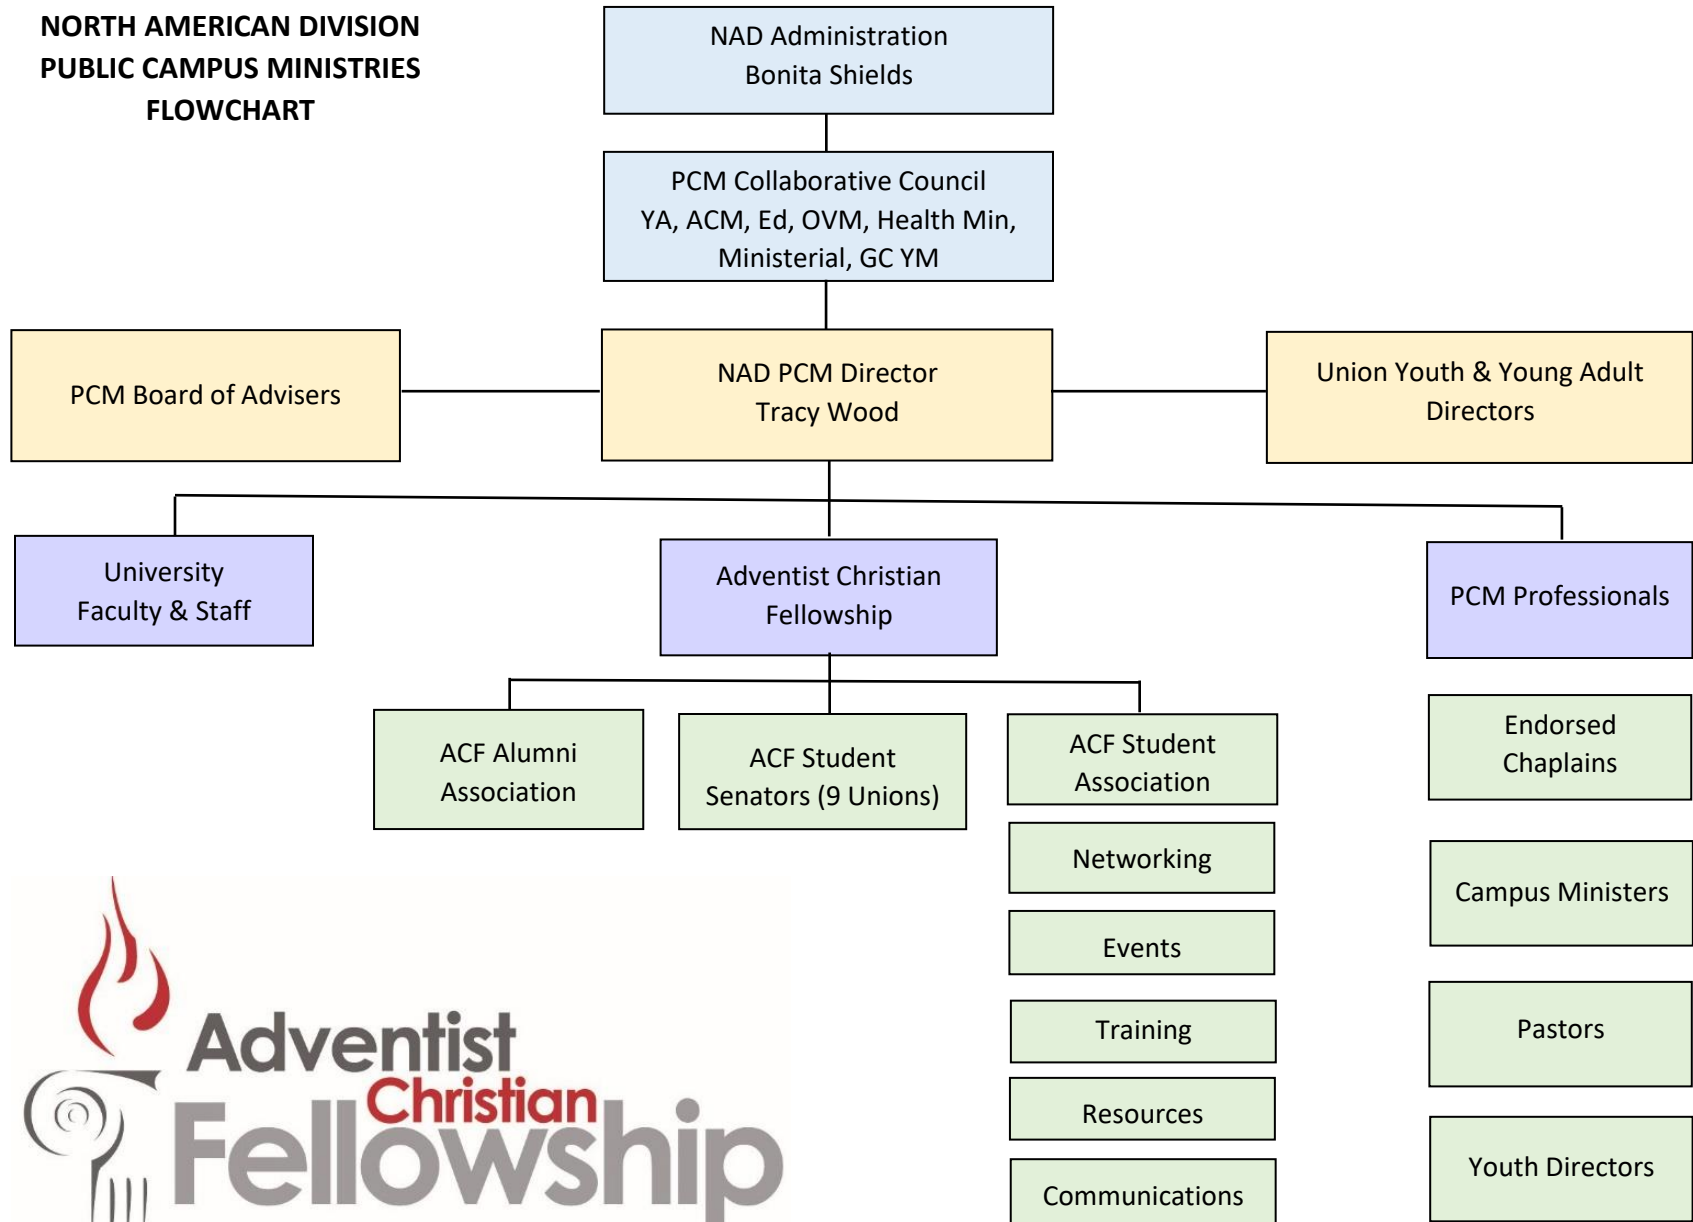 NORTH AMERICAN DIVISION
PUBLIC CAMPUS MINISTRIES
FLOWCHART
NAD Administration
Bonita Shields
PCM Collaborative Council
YA, ACM, Ed, OVM, Health Min,
Ministerial, GC YM
PCM Board of Advisers
NAD PCM Director
Tracy Wood
Union Youth & Young Adult
Directors
University
Faculty & Staff
Adventist Christian
Fellowship
PCM Professionals
ACF Alumni
Association
ACF Student
Senators (9 Unions)
ACF Student
Association
Networking
Events
Training
Resources
Communications
Endorsed
Chaplains
Campus Ministers
Pastors
Youth Directors
Adventist
Christian
Fellowship